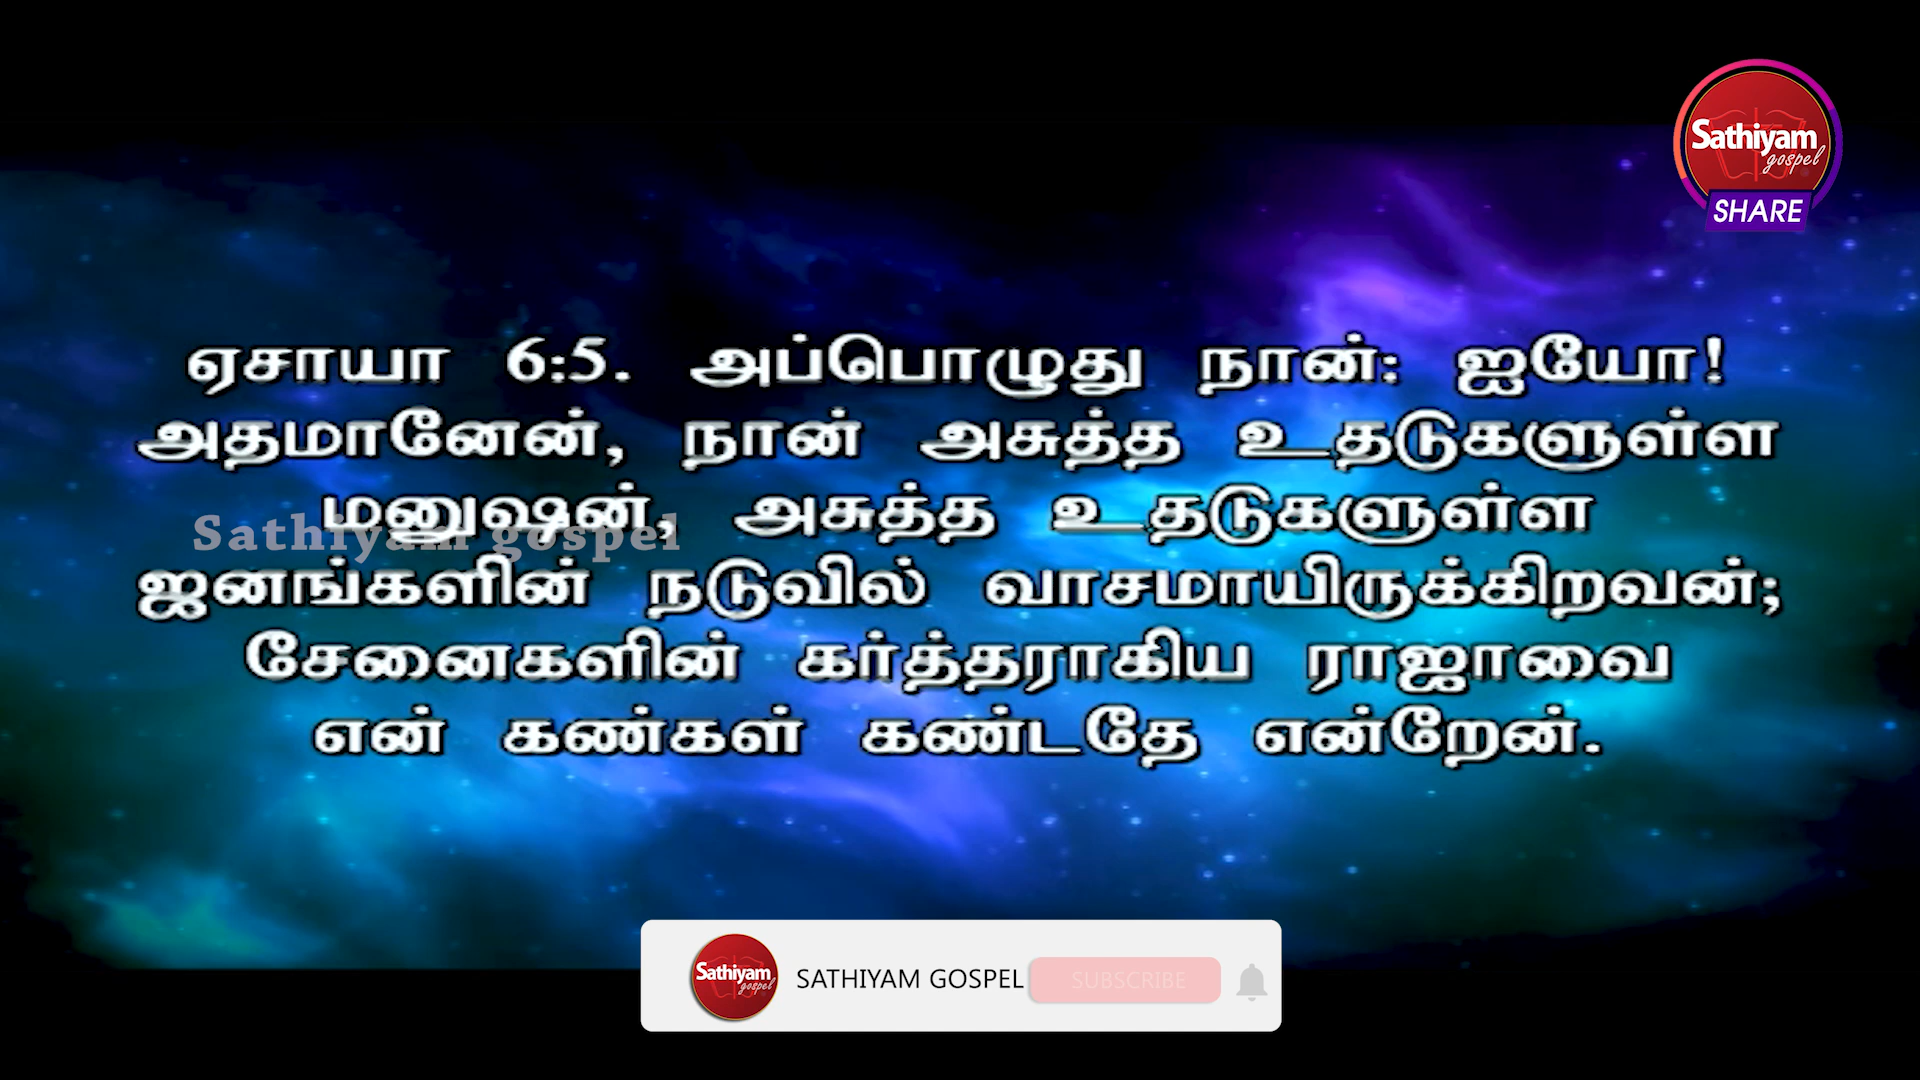 Sathiyam
gospel
SHARE
ஏசாயா 6:5. அப்பொழுது நான்: ஐயோ!
அதமானேன், நான் அசுத்த உதடுகளுள்ள
மனுஷன், அசுத்த உதடுகளுள்ள
Sathiyam gospel
ஜனங்களின் நடுவில் வாசமாயிருக்கிறவன்;
சேனைகளின் கர்த்தராகிய ராஜாவை
என் கண்கள் கண்டதே என்றேன்.
Sathiyam
gospel
SATHIYAM GOSPEL SUBSCRIBE